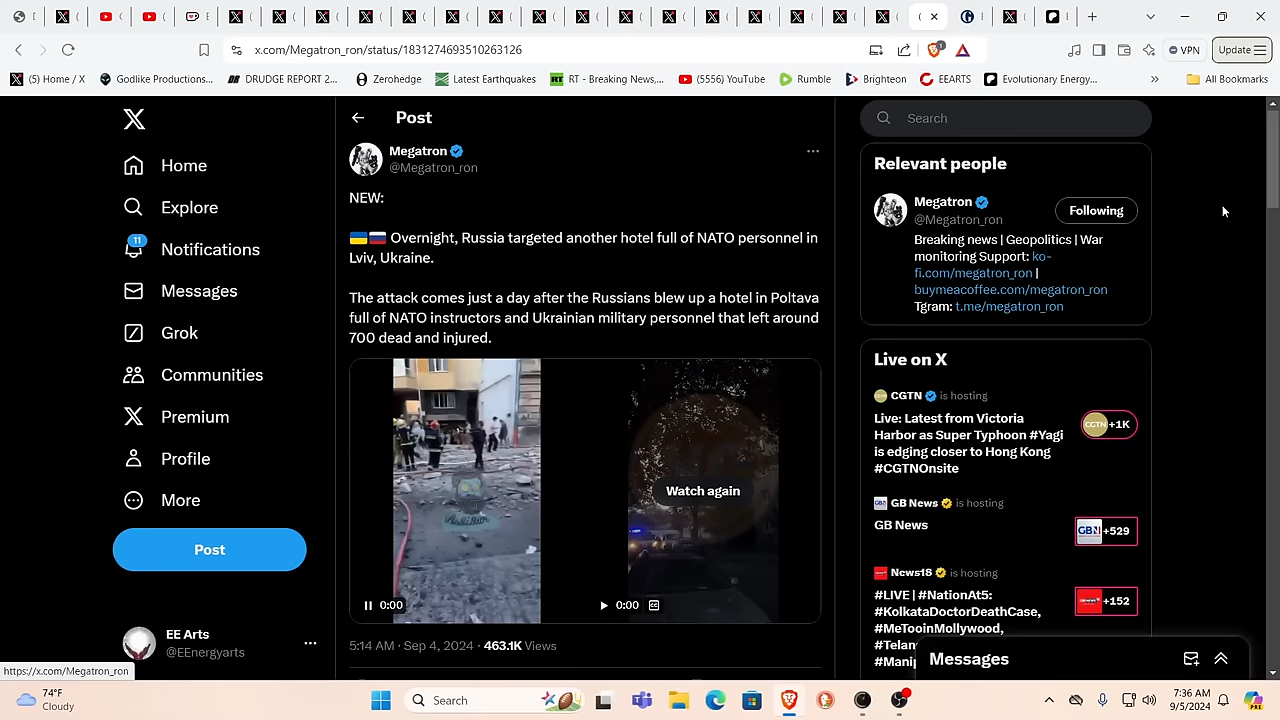 x.com/Megatron_ron/status/1831274693510263126
VPN
Update
(5) Home / X
Godlike Productions...
DRUDGE REPORT 2...
Zerohedge
Latest Earthquakes
RT - Breaking News,...
(5556) YouTube
Rumble
Brighteon
EEARTS
Evolutionary Energy...
All Bookmarks
Home
Explore
11
Notifications
Messages
Grok
Communities
Premium
Profile
More
Post
EE Arts
@EEnergyarts
https://x.com/Megatron_ron
Post
Megatron
@Megatron_ron
NEW:
Overnight, Russia targeted another hotel full of NATO personnel in
Lviv, Ukraine.
The attack comes just a day after the Russians blew up a hotel in Poltava
full of NATO instructors and Ukrainian military personnel that left around
700 dead and injured.
Watch again
0:00
0:00
5:14 AM · Sep 4, 2024 · 463.1K Views
Search
Relevant people
Megatron
@Megatron_ron
Following
Breaking news | Geopolitics | War
monitoring Support: ko-
fi.com/megatron_ron |
buymeacoffee.com/megatron_ron
Tgram: t.me/megatron_ron
Live on X
CGTN is hosting
Live: Latest from Victoria
Harbor as Super Typhoon #Yagi
is edging closer to Hong Kong
#CGTNOnsite
CGTN +1K
GB News is hosting
GB News
GBN +529
News18 is hosting
#LIVE | #NationAt5:
#KolkataDoctorDeathCase,
#MeTooinMollywood,
+152
Messages
74°F
Cloudy
Search
7:36 AM
9/5/2024